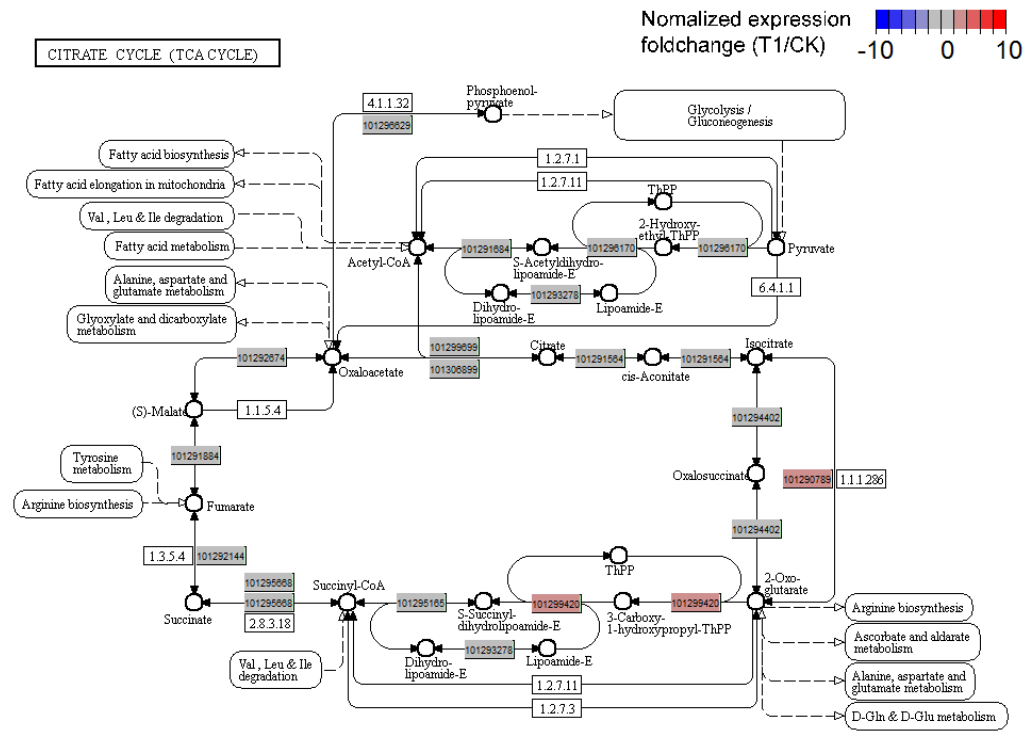 Nomalized expression
foldchange (T1/CK)
-10 0 10
CITRATE CYCLE (TCA CYCLE)
Phosphoenol-
pyruvate
4.1.1.32
101296629
Glycolysis /
Gluconeogenesis
Fatty acid biosynthesis
Fatty acid elongation in mitochondria
Val , Leu & Ile degradation
Fatty acid metabolism
Alanine, aspartate and
glutamate metabolism
Glyoxylate and dicarboxylate
metabolism
1.2.7.1
1.2.7.11
ThPP
2-Hydroxy-
ethyl-ThPP
Acetyl-CoA
101291684
S-Acetyldihydro-
lipoamide-E
101296170
101296170
Pyruvate
Dihydro-
lipoamide-E
101293278
Lipoamide-E
6.4.1.1
101292674
Oxaloacetate
101299699
101306899
Citrate
101291564
cis-Aconitate
101291564
Isocitrate
(S)-Malate
1.1.5.4
101294402
101291884
Tyrosine
metabolism
Arginine biosynthesis
Fumarate
Oxalosuccinate
101290789
1.1.1.286
101294402
1.3.5.4
101292144
ThPP
2-Oxo-
glutarate
Succinate
101295668
101295668
2.8.3.18
Succinyl-CoA
101295165
S-Succinyl-
dihydrolipoamide-E
101299420
3-Carboxy-
1-hydroxypropyl-ThPP
101299420
Dihydro-
lipoamide-E
101293278
Lipoamide-E
Val , Leu & Ile
degradation
1.2.7.11
1.2.7.3
Arginine biosynthesis
Ascorbate and aldarate
metabolism
Alanine, aspartate and
glutamate metabolism
D-Gln & D-Glu metabolism